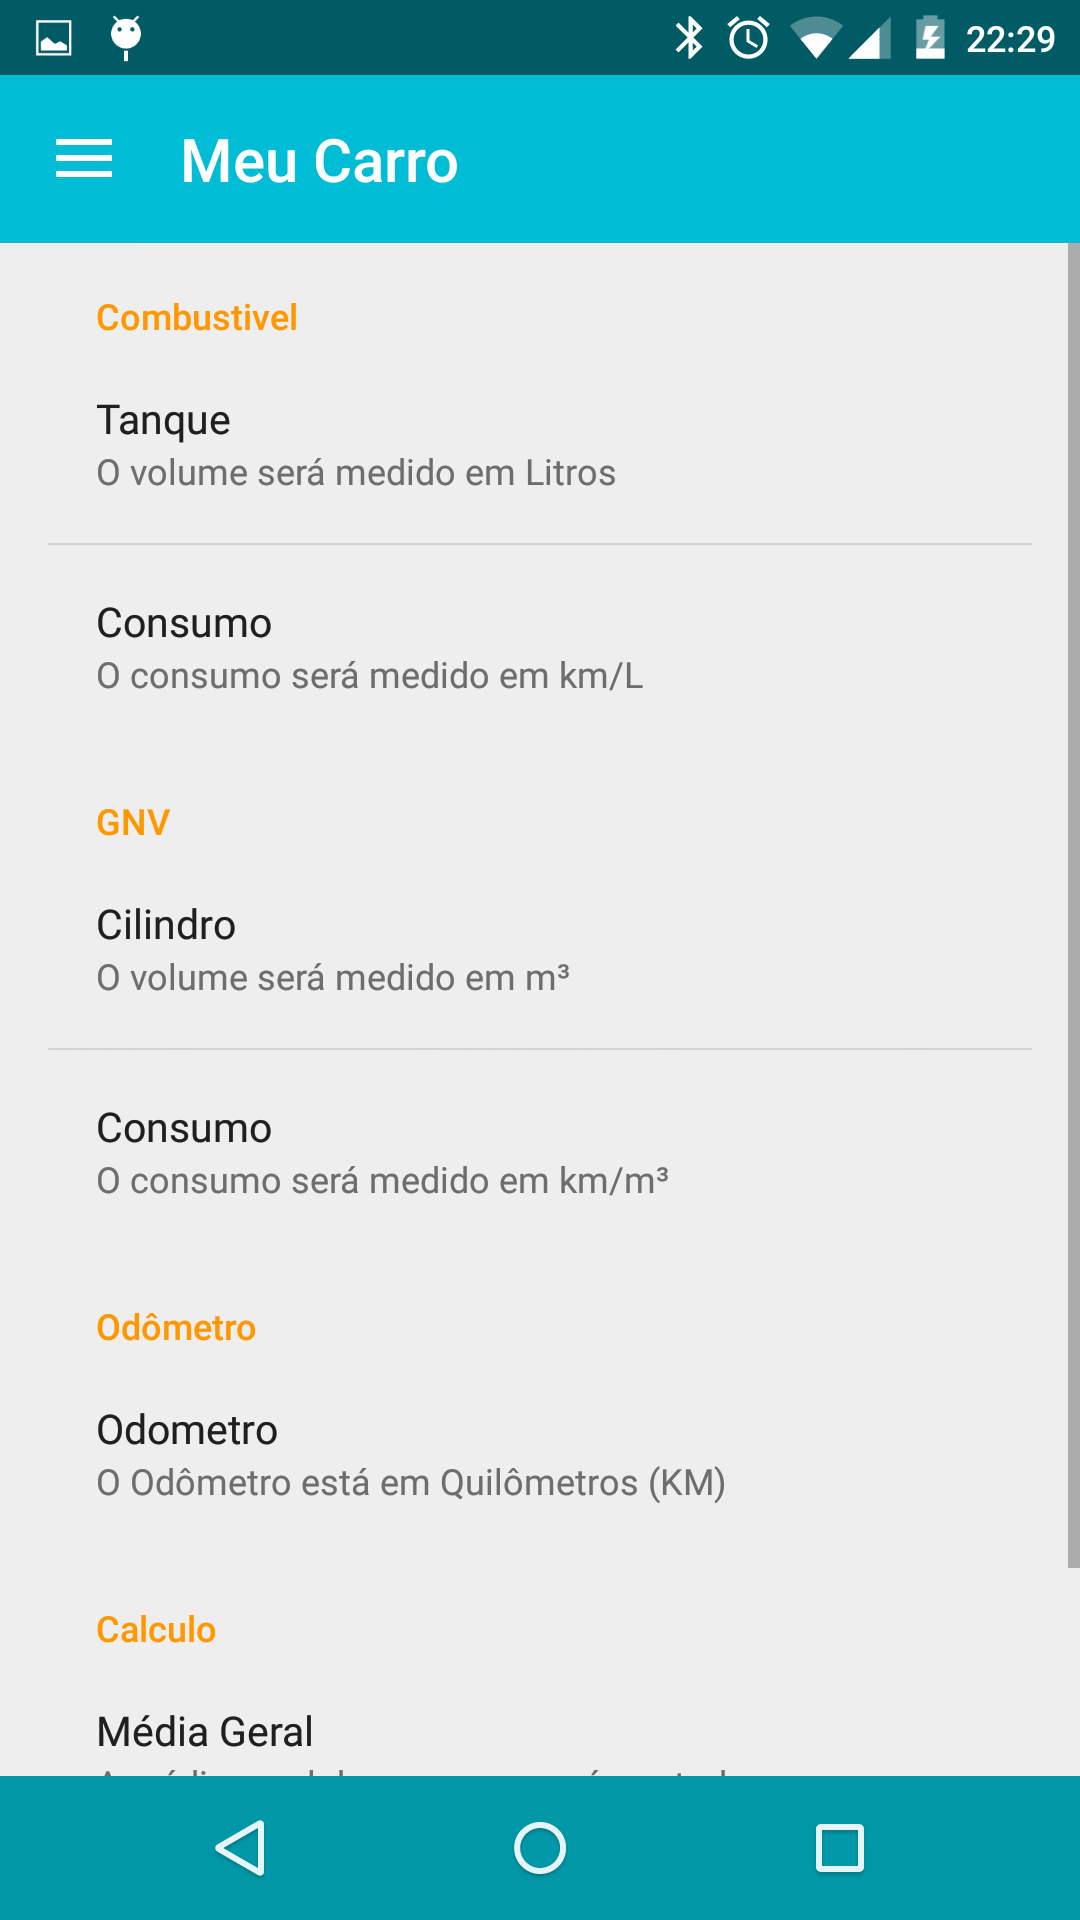 22:29
Meu Carro
Combustivel
Tanque
O volume será medido em Litros
Consumo
O consumo será medido em km/L
GNV
Cilindro
O volume será medido em m³
Consumo
O consumo será medido em km/m³
Odômetro
Odometro
O Odômetro está em Quilômetros (KM)
Calculo
Média Geral